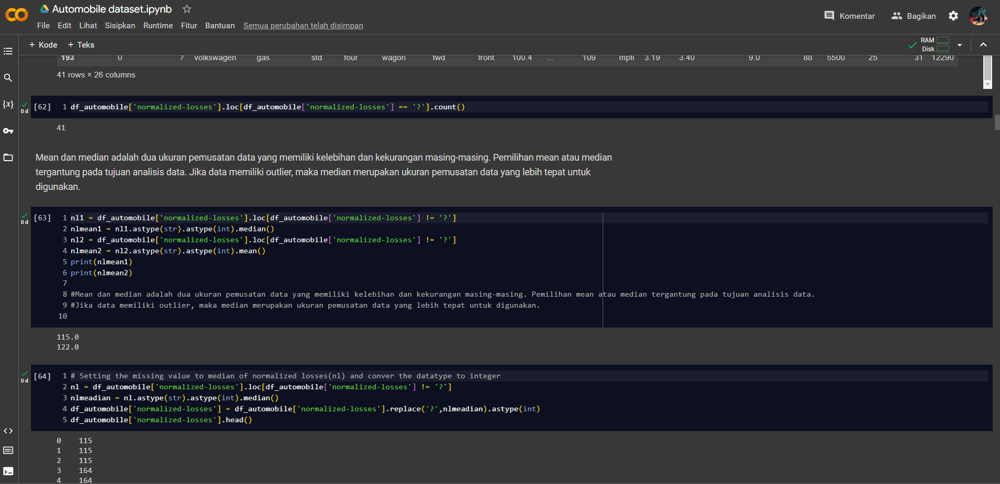 Automobile dataset.ipynb
File Edit Lihat Sisipkan Runtime Fitur Bantuan Semua perubahan telah disimpan
Komentar Bagikan
+ Kode + Teks
RAM
Disk
193 0 ? volkswagen gas std four wagon fwd front 100.4 ... 109 mpfi 3.19 3.40 9.0 88 5500 25 31 12290
41 rows × 26 columns
[62] 1 df_automobile['normalized-losses'].loc[df_automobile['normalized-losses'] == '?'].count()
0 d
41
Mean dan median adalah dua ukuran pemusatan data yang memiliki kelebihan dan kekurangan masing-masing. Pemilihan mean atau median
tergantung pada tujuan analisis data. Jika data memiliki outlier, maka median merupakan ukuran pemusatan data yang lebih tepat untuk
digunakan.
[63] 1 nl1 = df_automobile['normalized-losses'].loc[df_automobile['normalized-losses'] != '?']
0 d
2 nlmean1 = nl1.astype(str).astype(int).median()
3 nl2 = df_automobile['normalized-losses'].loc[df_automobile['normalized-losses'] != '?']
4 nlmean2 = nl2.astype(str).astype(int).mean()
5 print(nlmean1)
6 print(nlmean2)
7
8 #Mean dan median adalah dua ukuran pemusatan data yang memiliki kelebihan dan kekurangan masing-masing. Pemilihan mean atau median tergantung pada tujuan analisis data.
9 #Jika data memiliki outlier, maka median merupakan ukuran pemusatan data yang lebih tepat untuk digunakan.
10
115.0
122.0
[64] 1 # Setting the missing value to median of normalized losses(nl) and conver the datatype to integer
0 d
2 nl = df_automobile['normalized-losses'].loc[df_automobile['normalized-losses'] != '?']
3 nlmeadian = nl.astype(str).astype(int).median()
4 df_automobile['normalized-losses'] = df_automobile['normalized-losses'].replace('?',nlmeadian).astype(int)
5 df_automobile['normalized-losses'].head()
0 115
1 115
2 115
3 164
4 164